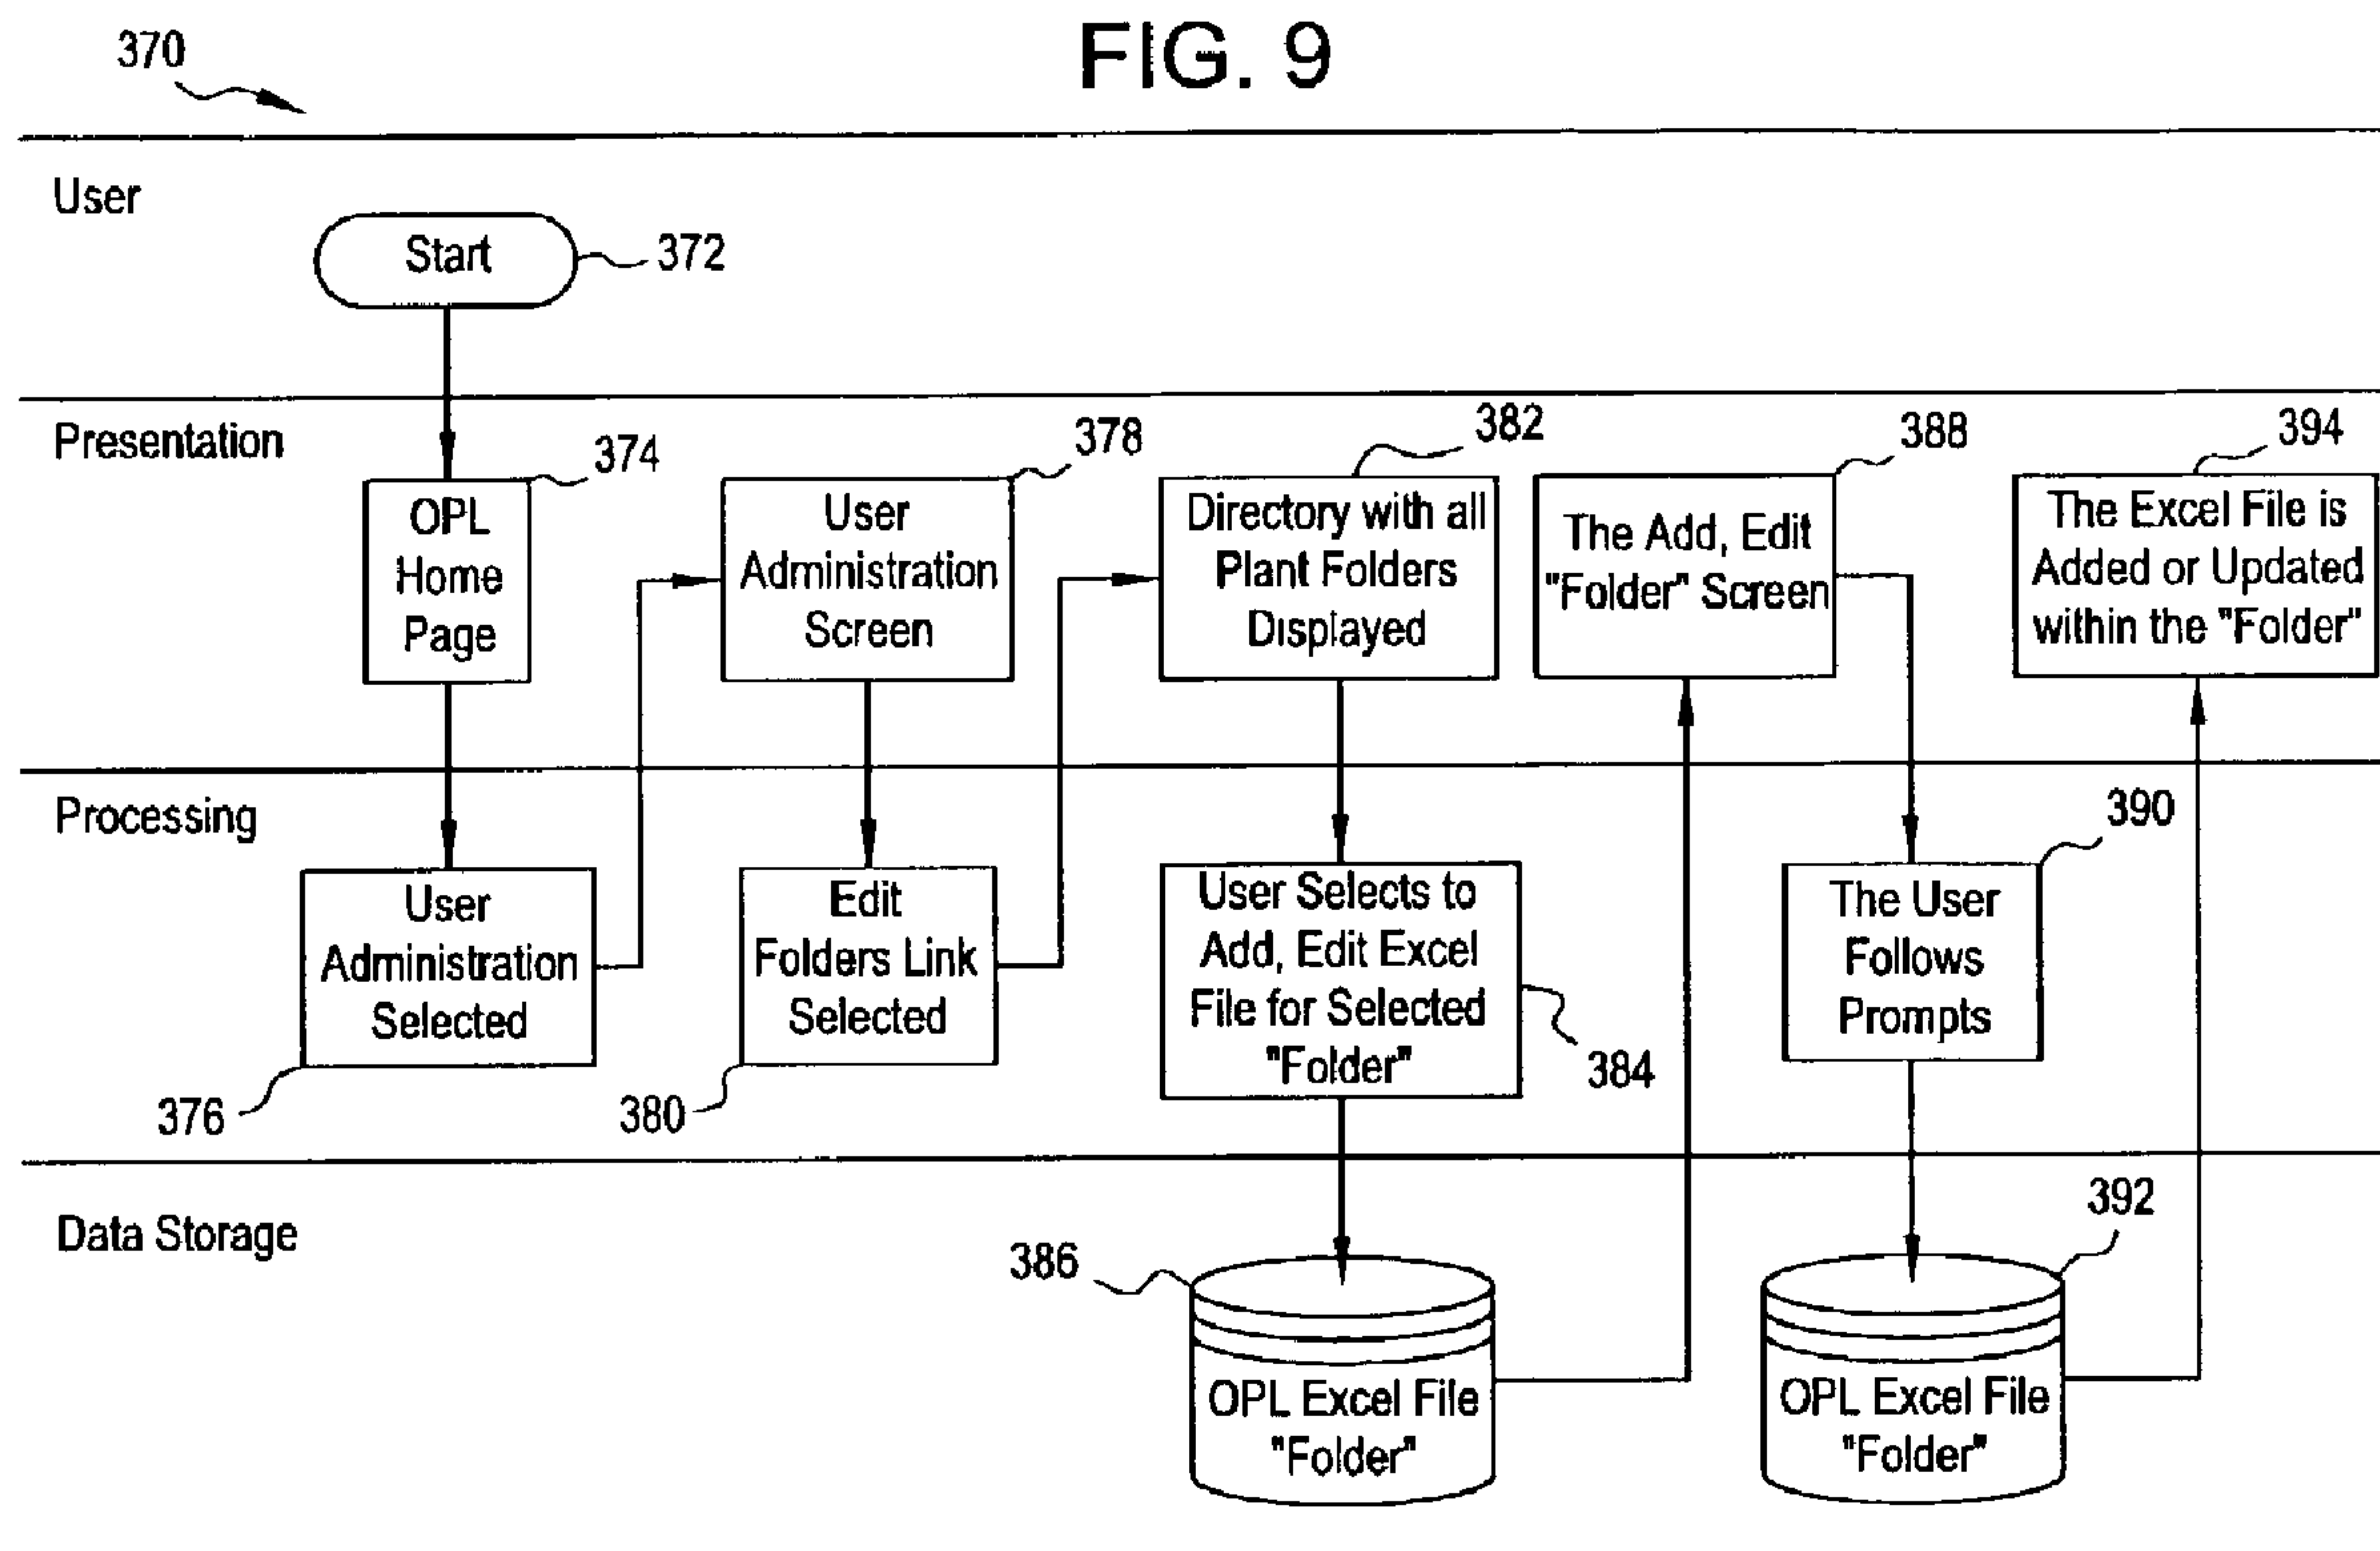 FIG. 9
370
User
Start
372
Presentation
374
OPL
Home
Page
378
User
Administration
Screen
382
Directory with all
Plant Folders
Displayed
388
The Add, Edit
"Folder" Screen
394
The Excel File is
Added or Updated
within the "Folder"
Processing
User
Administration
Selected
376
Edit
Folders Link
Selected
380
User Selects to
Add, Edit Excel
File for Selected
"Folder"
384
390
The User
Follows
Prompts
Data Storage
386
OPL Excel File
"Folder"
392
OPL Excel File
"Folder"